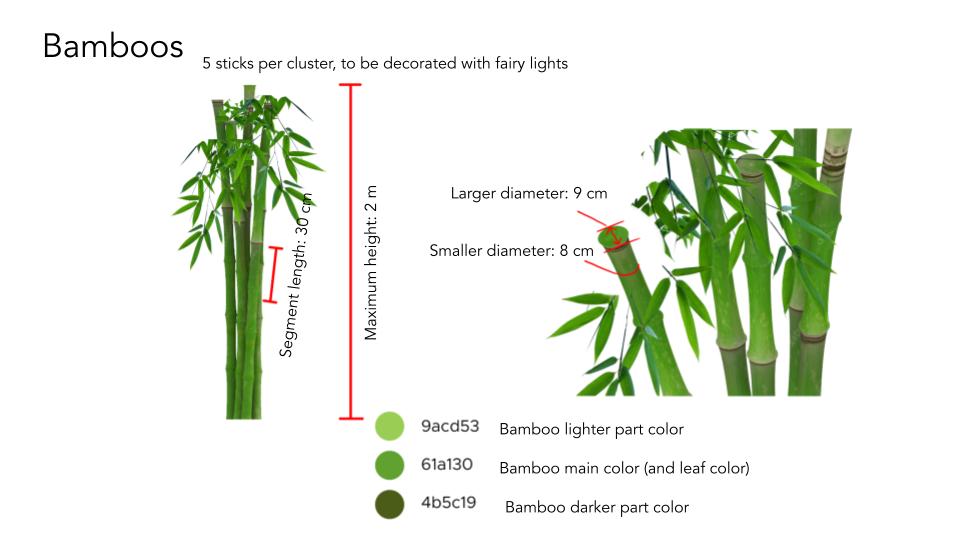 Bamboos
5 sticks per cluster, to be decorated with fairy lights
Segment length: 30 cm
Maximum height: 2 m
Larger diameter: 9 cm
Smaller diameter: 8 cm
9acd53 Bamboo lighter part color
61a130 Bamboo main color (and leaf color)
4b5c19 Bamboo darker part color